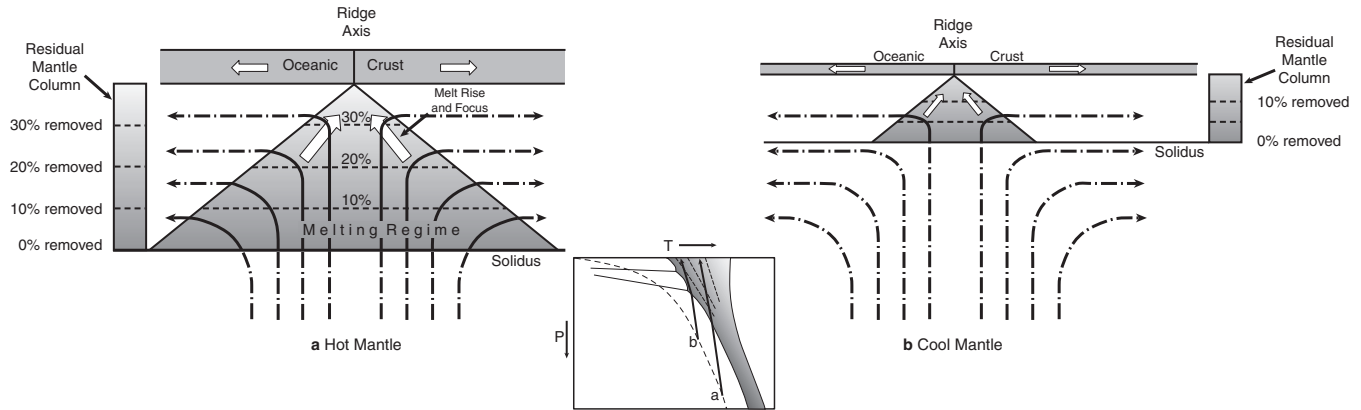 Ridge
Axis
Residual
Mantle
Column
Oceanic Crust
Melt Rise
and Focus
30% removed
20% removed
10% removed
0% removed
30%
20%
10%
Melting Regime
Solidus
a Hot Mantle
T
P
b
a
Ridge
Axis
Oceanic Crust
Residual
Mantle
Column
10% removed
0% removed
Solidus
b Cool Mantle